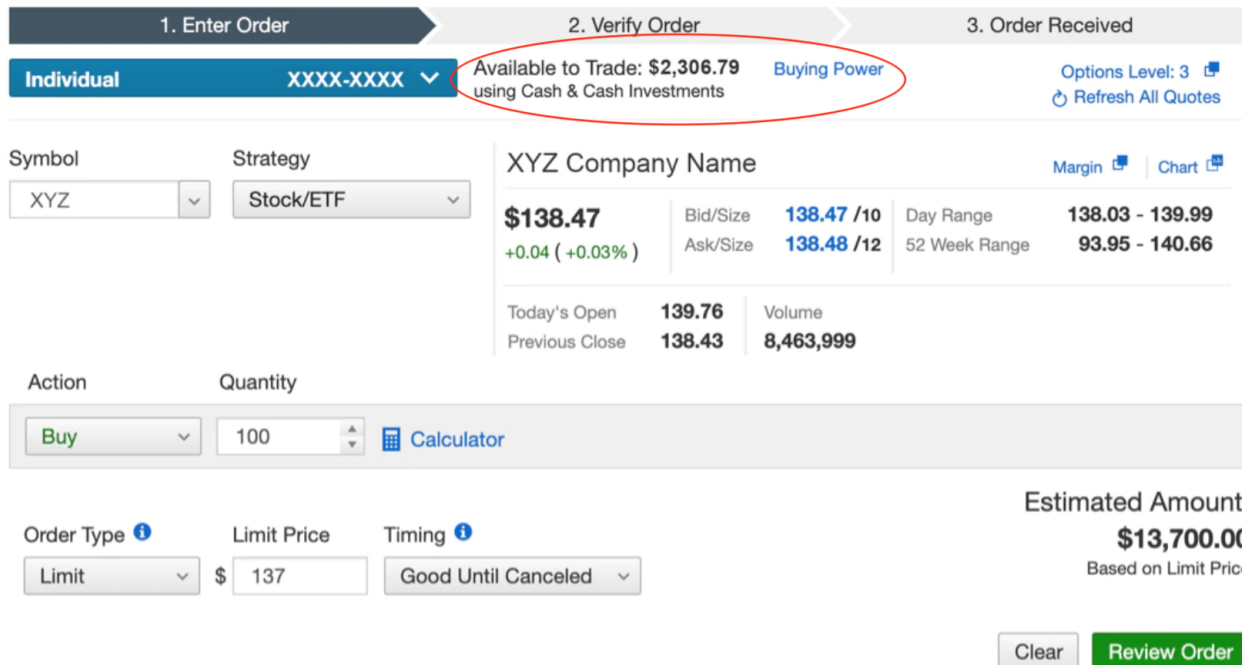 1. Enter Order 2. Verify Order 3. Order Received
Individual XXXX-XXXX Available to Trade: $2,306.79 Buying Power Options Level: 3
using Cash & Cash Investments Refresh All Quotes
Symbol Strategy XYZ Company Name Margin Chart
XYZ Stock/ETF $138.47 Bid/Size 138.47 /10 Day Range 138.03 - 139.99
+0.04 ( +0.03% ) Ask/Size 138.48 /12 52 Week Range 93.95 - 140.66
Today's Open 139.76 Volume
Previous Close 138.43 8,463,999
Action Quantity
Buy 100 Calculator
Estimated Amount
Order Type Limit Price Timing $13,700.00
Limit $ 137 Good Until Canceled Based on Limit Pric
Clear Review Order